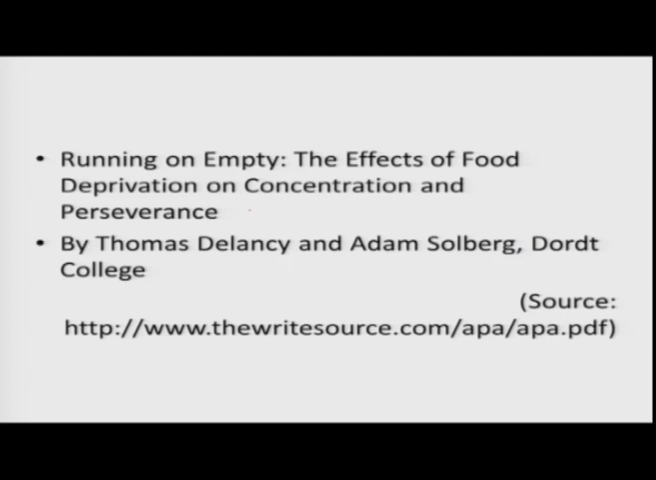 • Running on Empty: The Effects of Food
Deprivation on Concentration and
Perseverance
• By Thomas Delancy and Adam Solberg, Dordt
College
(Source:
http://www.thewritesource.com/apa/apa.pdf)